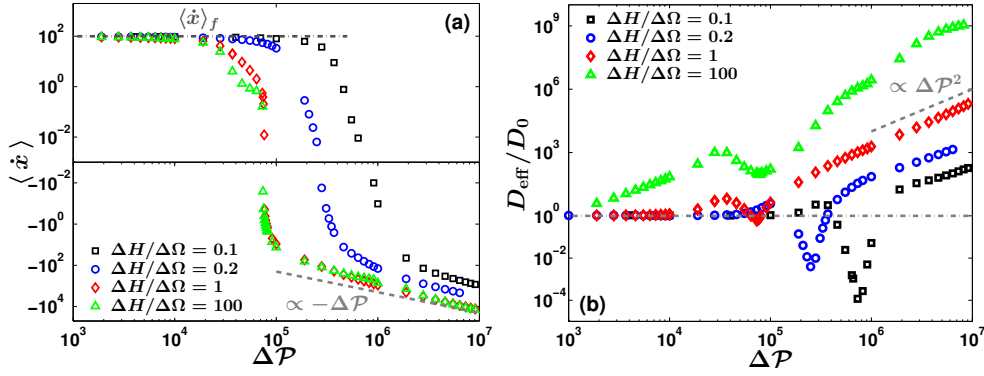 ⟨ẋ⟩_f
(a)
10^2
10^0
10^-2
⟨ẋ⟩
−10^-2
−10^0
−10^2
−10^4
ΔH/ΔΩ = 0.1
ΔH/ΔΩ = 0.2
ΔH/ΔΩ = 1
ΔH/ΔΩ = 100
∝ −Δ𝒫
10^3 10^4 10^5 10^6 10^7
Δ𝒫
ΔH/ΔΩ = 0.1
ΔH/ΔΩ = 0.2
ΔH/ΔΩ = 1
ΔH/ΔΩ = 100
∝ Δ𝒫^2
10^9
10^6
10^3
10^0
10^-2
10^-4
D_eff/D_0
(b)
10^3 10^4 10^5 10^6 10^7
Δ𝒫